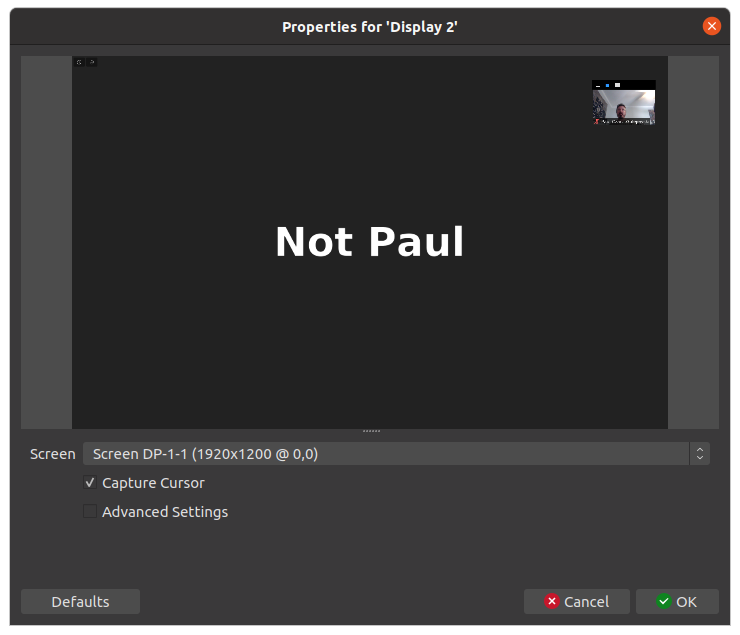 Properties for 'Display 2'
Not Paul
Screen Screen DP-1-1 (1920x1200 @ 0,0)
Capture Cursor
Advanced Settings
Defaults Cancel OK